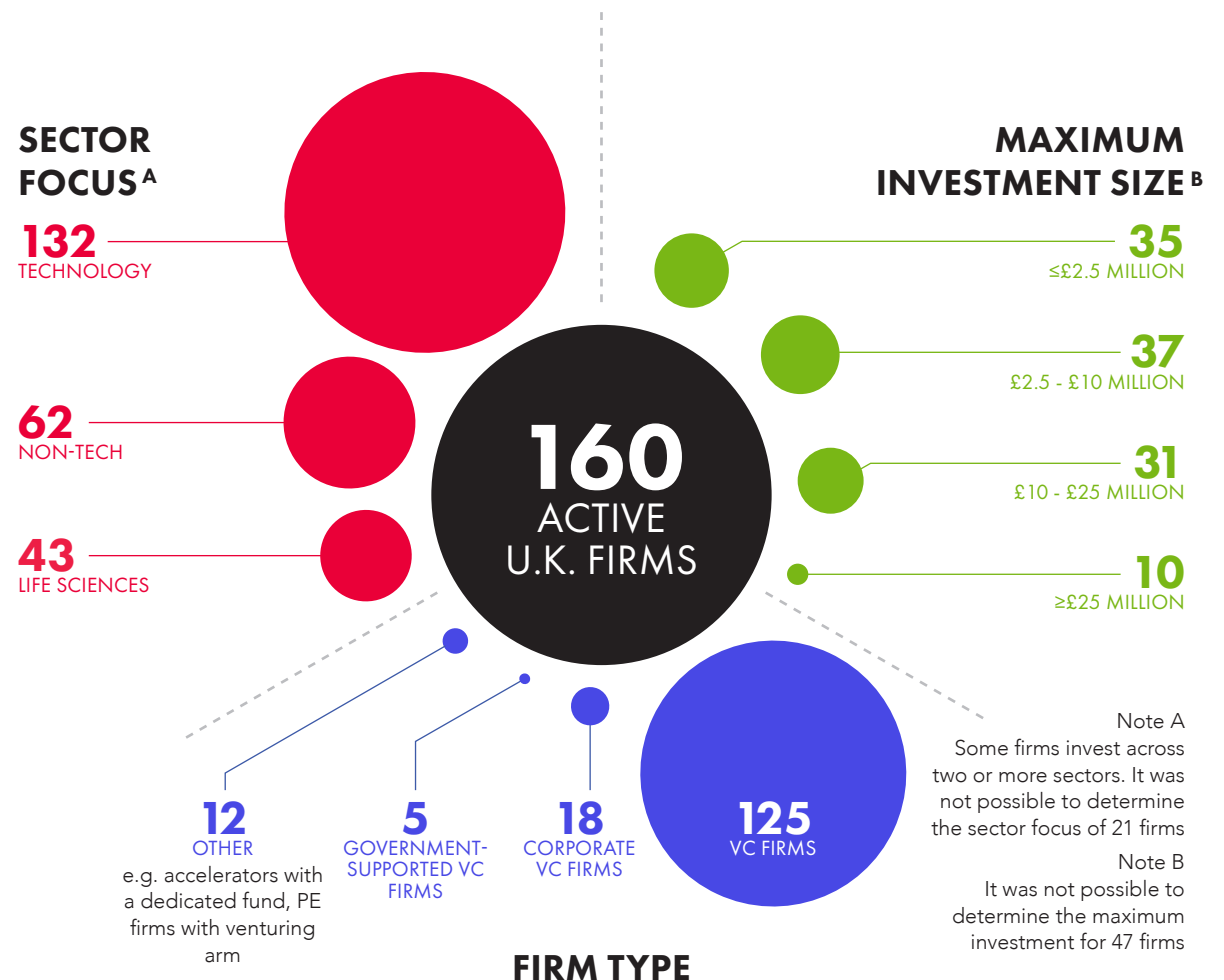 SECTOR
FOCUS A
132
TECHNOLOGY
62
NON-TECH
43
LIFE SCIENCES
MAXIMUM
INVESTMENT SIZE B
35
≤£2.5 MILLION
37
£2.5 - £10 MILLION
31
£10 - £25 MILLION
10
≥£25 MILLION
160
ACTIVE
U.K. FIRMS
12
OTHER
e.g. accelerators with
a dedicated fund, PE
firms with venturing
arm
5
GOVERNMENT-
SUPPORTED VC
FIRMS
18
CORPORATE
VC FIRMS
125
VC FIRMS
FIRM TYPE
Note A
Some firms invest across
two or more sectors. It was
not possible to determine
the sector focus of 21 firms
Note B
It was not possible to
determine the maximum
investment for 47 firms